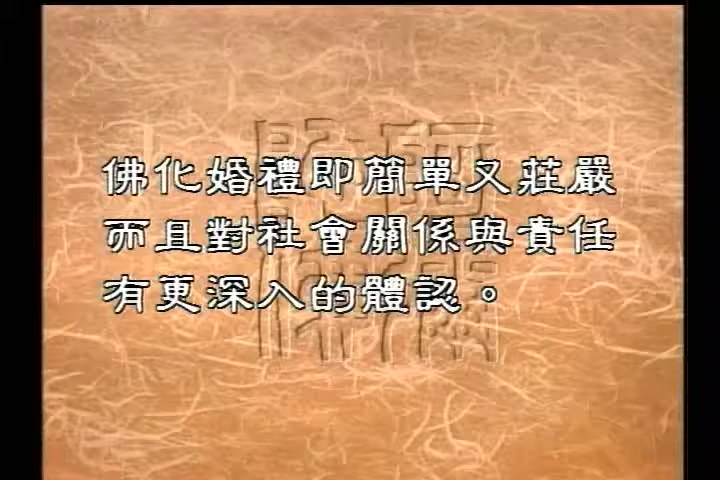 佛化婚禮即簡單又莊嚴
而且對社會關係與責任
有更深入的體認。